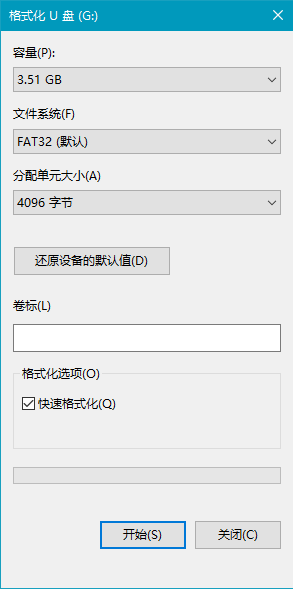 格式化 U 盘 (G:)
容量(P):
3.51 GB
文件系统(F)
FAT32 (默认)
分配单元大小(A)
4096 字节
还原设备的默认值(D)
卷标(L)
格式化选项(O)
快速格式化(Q)
开始(S)
关闭(C)